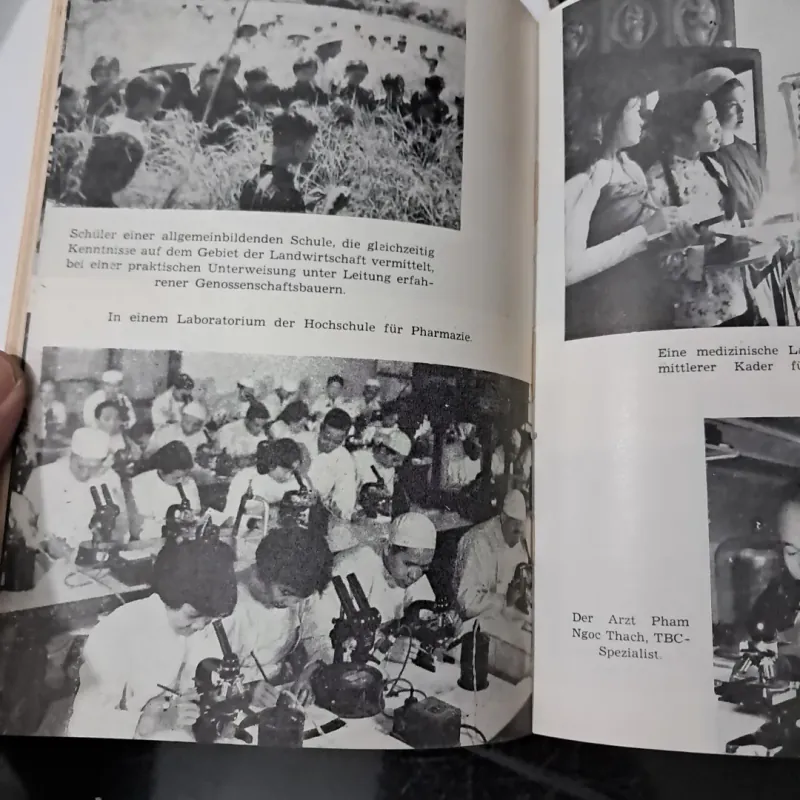 Schüler einer allgemeinbildenden Schule, die gleichzeitig
Kenntnisse auf dem Gebiet der Landwirtschaft vermittelt,
bei einer praktischen Unterweisung unter Leitung erfah-
rener Genossenschaftsbauern.
In einem Laboratorium der Hochschule für Pharmazie.
Eine medizinische
mittlerer Kader
Der Arzt Pham
Ngoc Thach, TBC-
Spezialist.